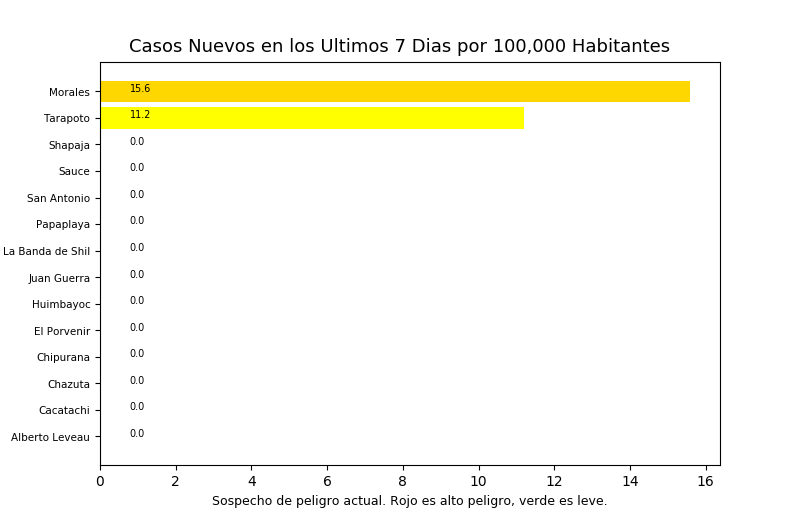 Casos Nuevos en los Ultimos 7 Dias por 100,000 Habitantes
Morales 15.6
Tarapoto 11.2
Shapaja 0.0
Sauce 0.0
San Antonio 0.0
Papaplaya 0.0
La Banda de Shil 0.0
Juan Guerra 0.0
Huimbayoc 0.0
El Porvenir 0.0
Chipurana 0.0
Chazuta 0.0
Cacatachi 0.0
Alberto Leveau 0.0
0 2 4 6 8 10 12 14 16
Sospecho de peligro actual. Rojo es alto peligro, verde es leve.